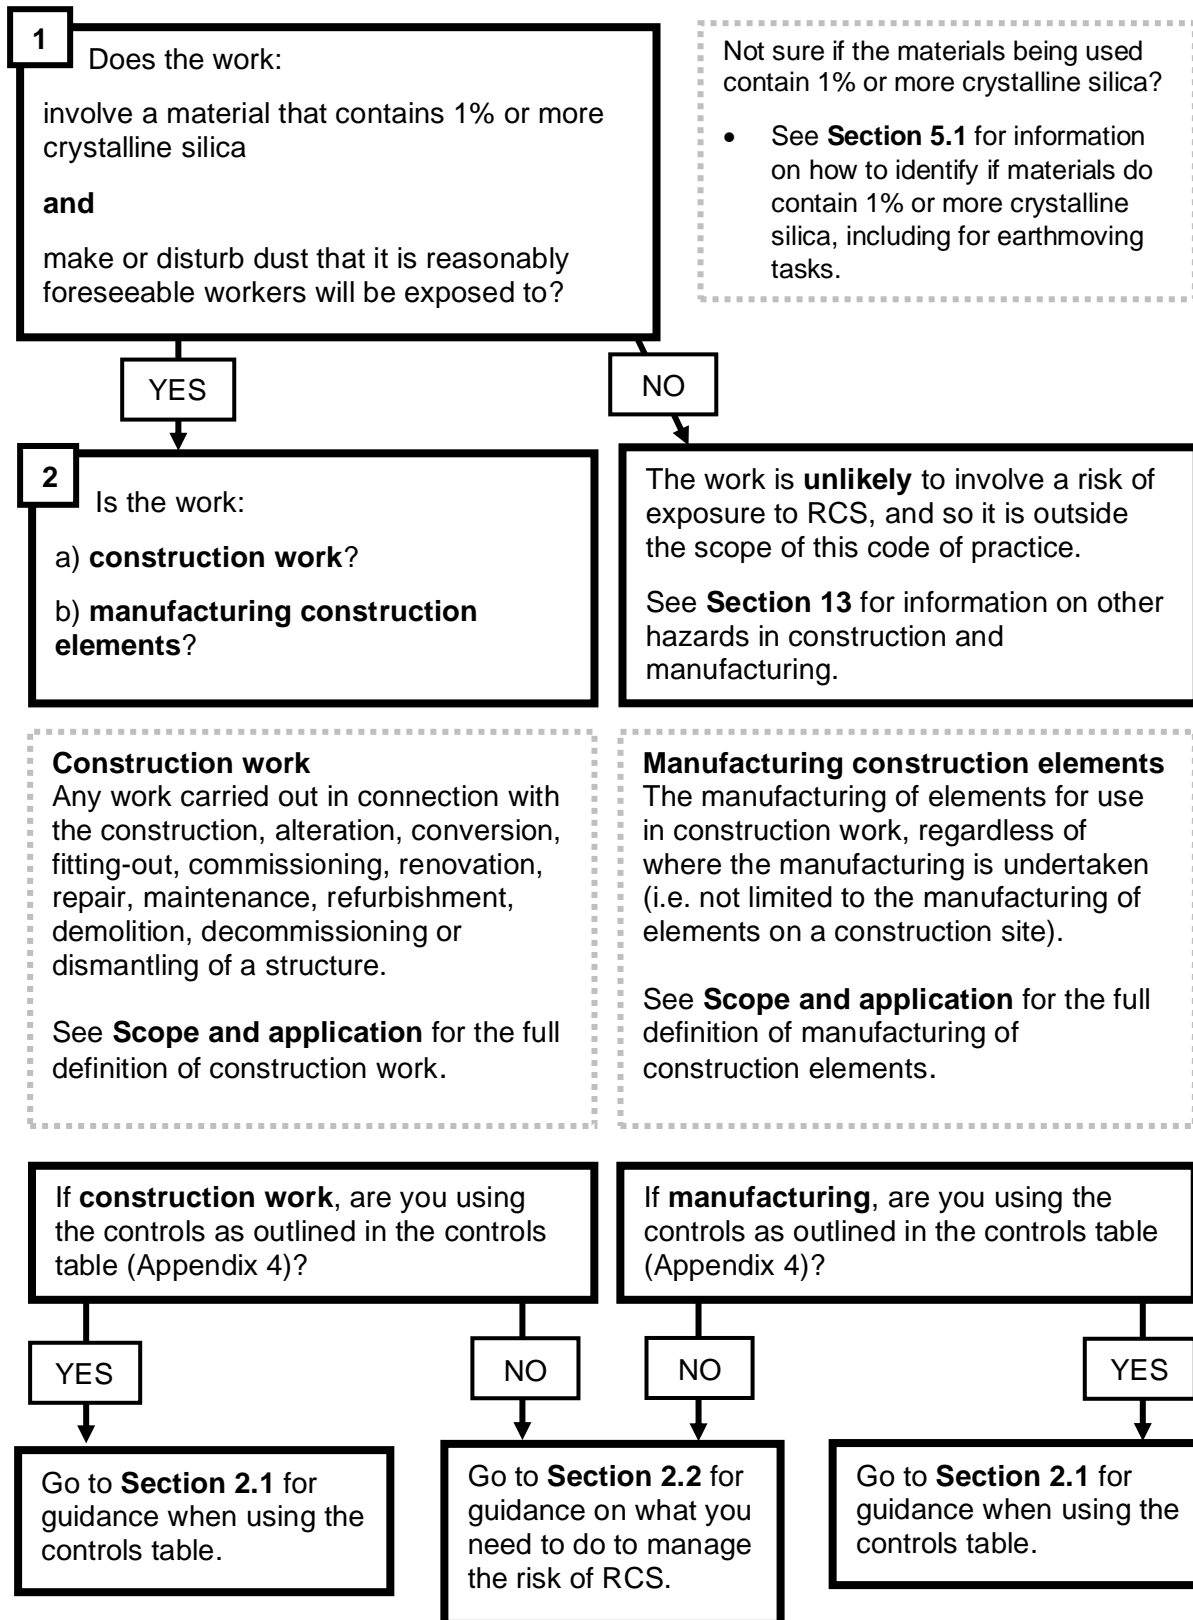 1
Does the work:
involve a material that contains 1% or more
crystalline silica
and
make or disturb dust that it is reasonably
foreseeable workers will be exposed to?
Not sure if the materials being used
contain 1% or more crystalline silica?
• See Section 5.1 for information
on how to identify if materials do
contain 1% or more crystalline
silica, including for earthmoving
tasks.
YES
NO
2
Is the work:
a) construction work?
b) manufacturing construction
elements?
The work is unlikely to involve a risk of
exposure to RCS, and so it is outside
the scope of this code of practice.
See Section 13 for information on other
hazards in construction and
manufacturing.
Construction work
Any work carried out in connection with
the construction, alteration, conversion,
fitting-out, commissioning, renovation,
repair, maintenance, refurbishment,
demolition, decommissioning or
dismantling of a structure.
See Scope and application for the full
definition of construction work.
Manufacturing construction elements
The manufacturing of elements for use
in construction work, regardless of
where the manufacturing is undertaken
(i.e. not limited to the manufacturing of
elements on a construction site).
See Scope and application for the full
definition of manufacturing of
construction elements.
If construction work, are you using
the controls as outlined in the controls
table (Appendix 4)?
If manufacturing, are you using the
controls as outlined in the controls table
(Appendix 4)?
YES
NO
NO
YES
Go to Section 2.1 for
guidance when using the
controls table.
Go to Section 2.2 for
guidance on what you
need to do to manage
the risk of RCS.
Go to Section 2.1 for
guidance when using the
controls table.